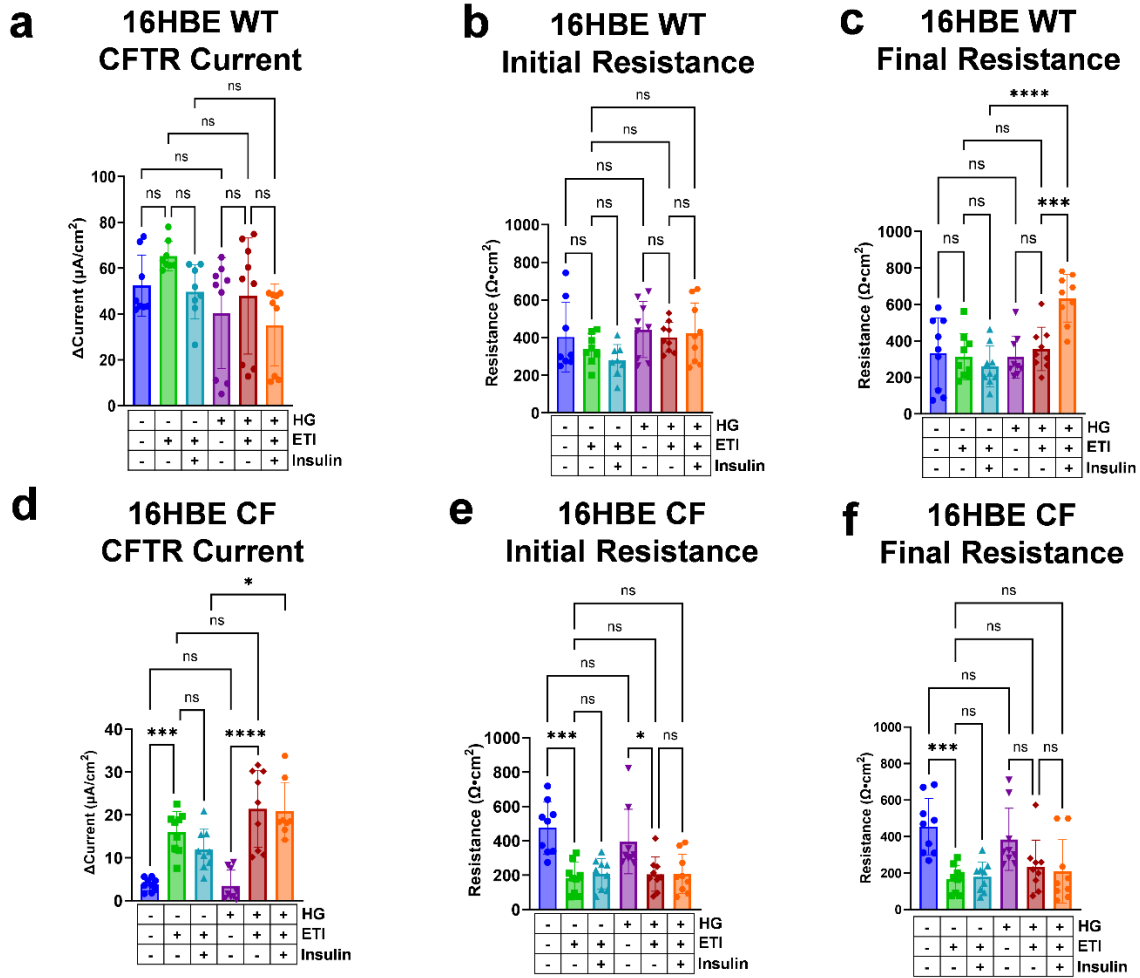 a
16HBE WT
CFTR Current
ns
ns
ns
ns ns ns ns
100
80
60
40
20
0
ΔCurrent (µA/cm²)
- - - + + + HG
- + + - + + ETI
- - + - - + Insulin
b
16HBE WT
Initial Resistance
ns
ns
ns
ns ns ns ns
1000
800
600
400
200
0
Resistance (Ω•cm²)
- - - + + + HG
- + + - + + ETI
- - + - - + Insulin
c
16HBE WT
Final Resistance
****
ns
ns
ns ns ns ***
1000
800
600
400
200
0
Resistance (Ω•cm²)
- - - + + + HG
- + + - + + ETI
- - + - - + Insulin
d
16HBE CF
CFTR Current
*
ns
ns
ns
*** ****
40
30
20
10
0
ΔCurrent (µA/cm²)
- - - + + + HG
- + + - + + ETI
- - + - - + Insulin
e
16HBE CF
Initial Resistance
ns
ns
ns
ns
*** * ns
1000
800
600
400
200
0
Resistance (Ω•cm²)
- - - + + + HG
- + + - + + ETI
- - + - - + Insulin
f
16HBE CF
Final Resistance
ns
ns
ns
ns
*** ns ns
1000
800
600
400
200
0
Resistance (Ω•cm²)
- - - + + + HG
- + + - + + ETI
- - + - - + Insulin